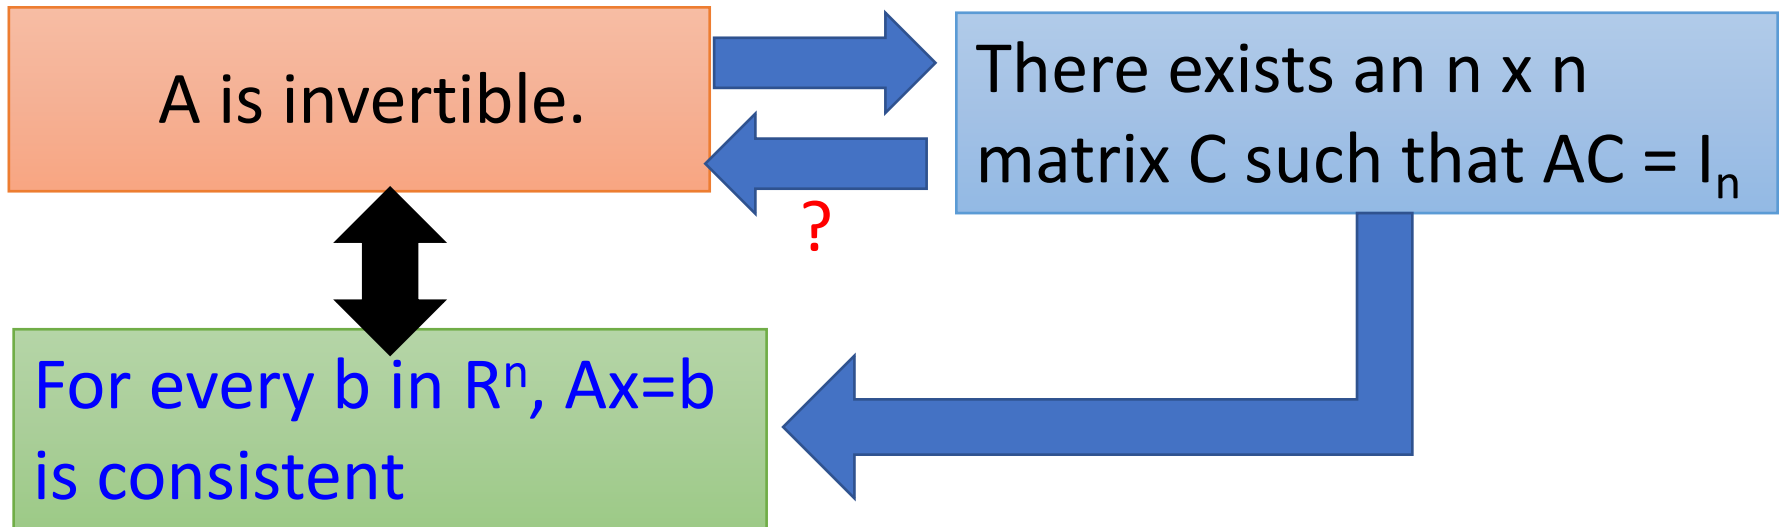 A is invertible.
There exists an n x n
matrix C such that AC = Iₙ
?
For every b in Rⁿ, Ax=b
is consistent